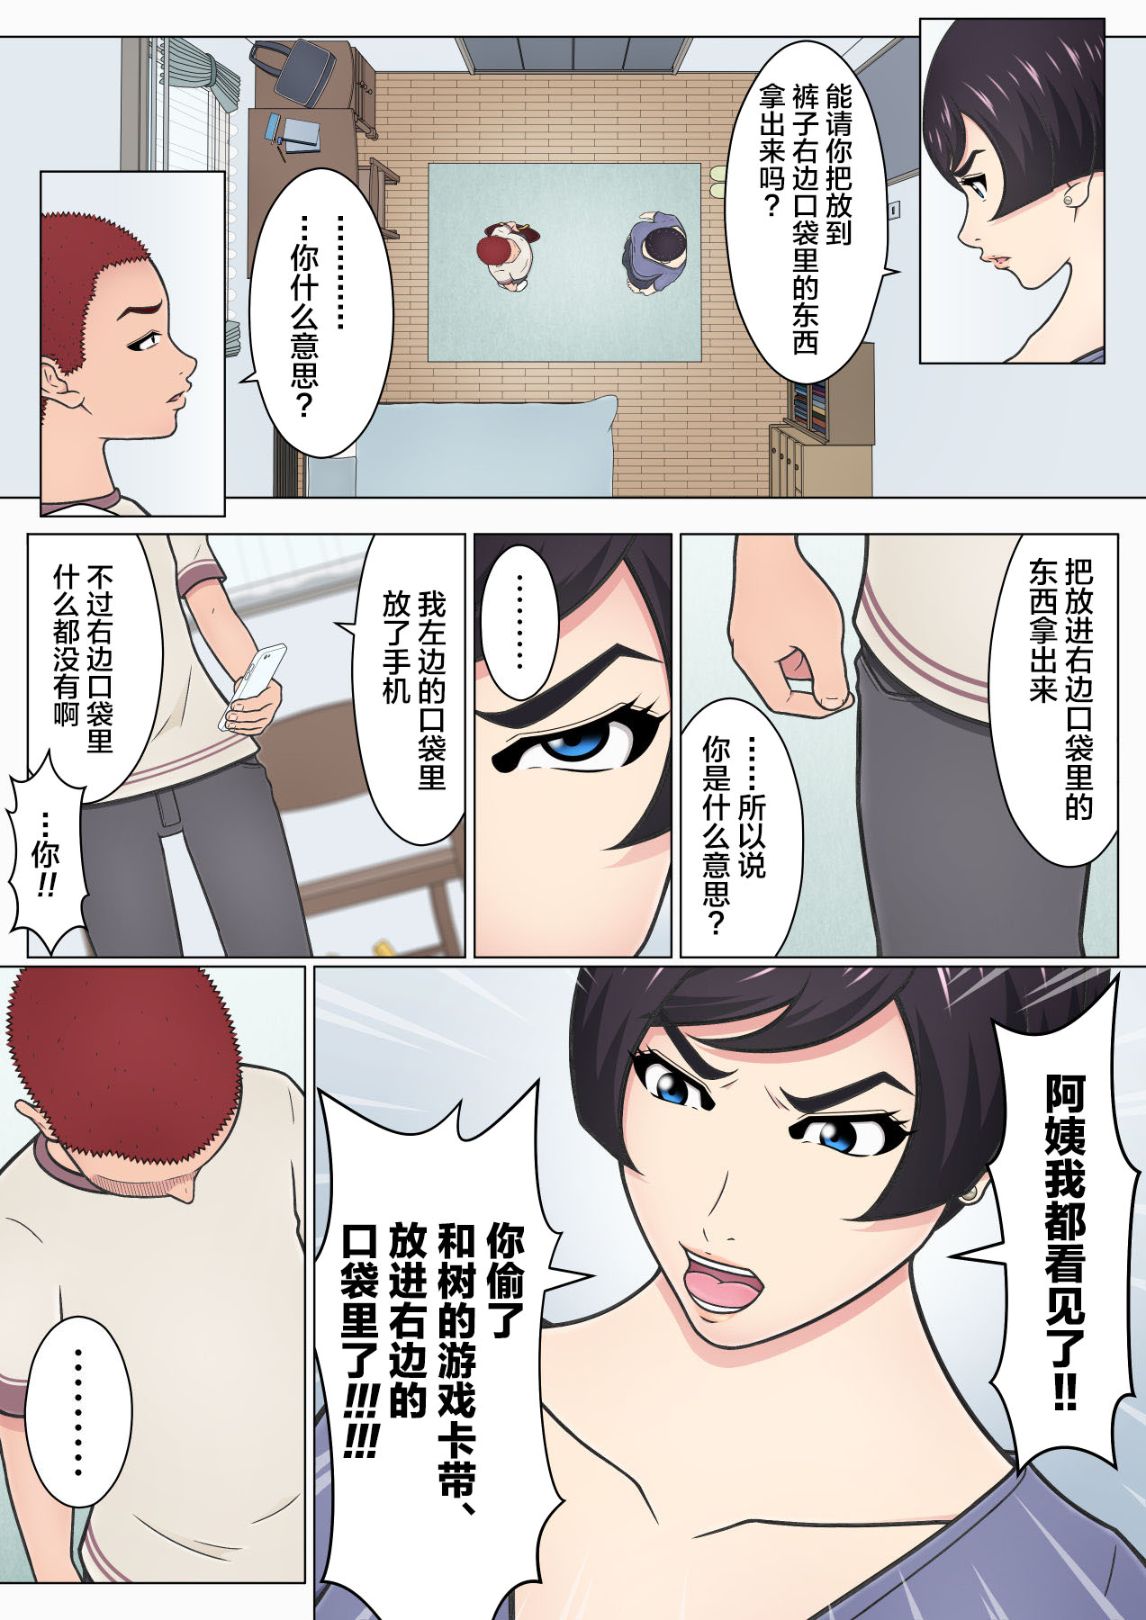 能请你把放到
裤子右边口袋里的东西
拿出来吗？
…………
…你什么意思？
把放进右边口袋里的
东西拿出来
……所以说
你是什么意思？
………
我左边的口袋里
放了手机
不过右边口袋里
什么都没有啊
…你!!
阿姨我都看见了!!
你偷了
和树的游戏卡带、
放进右边的
口袋里了!!!!!
………